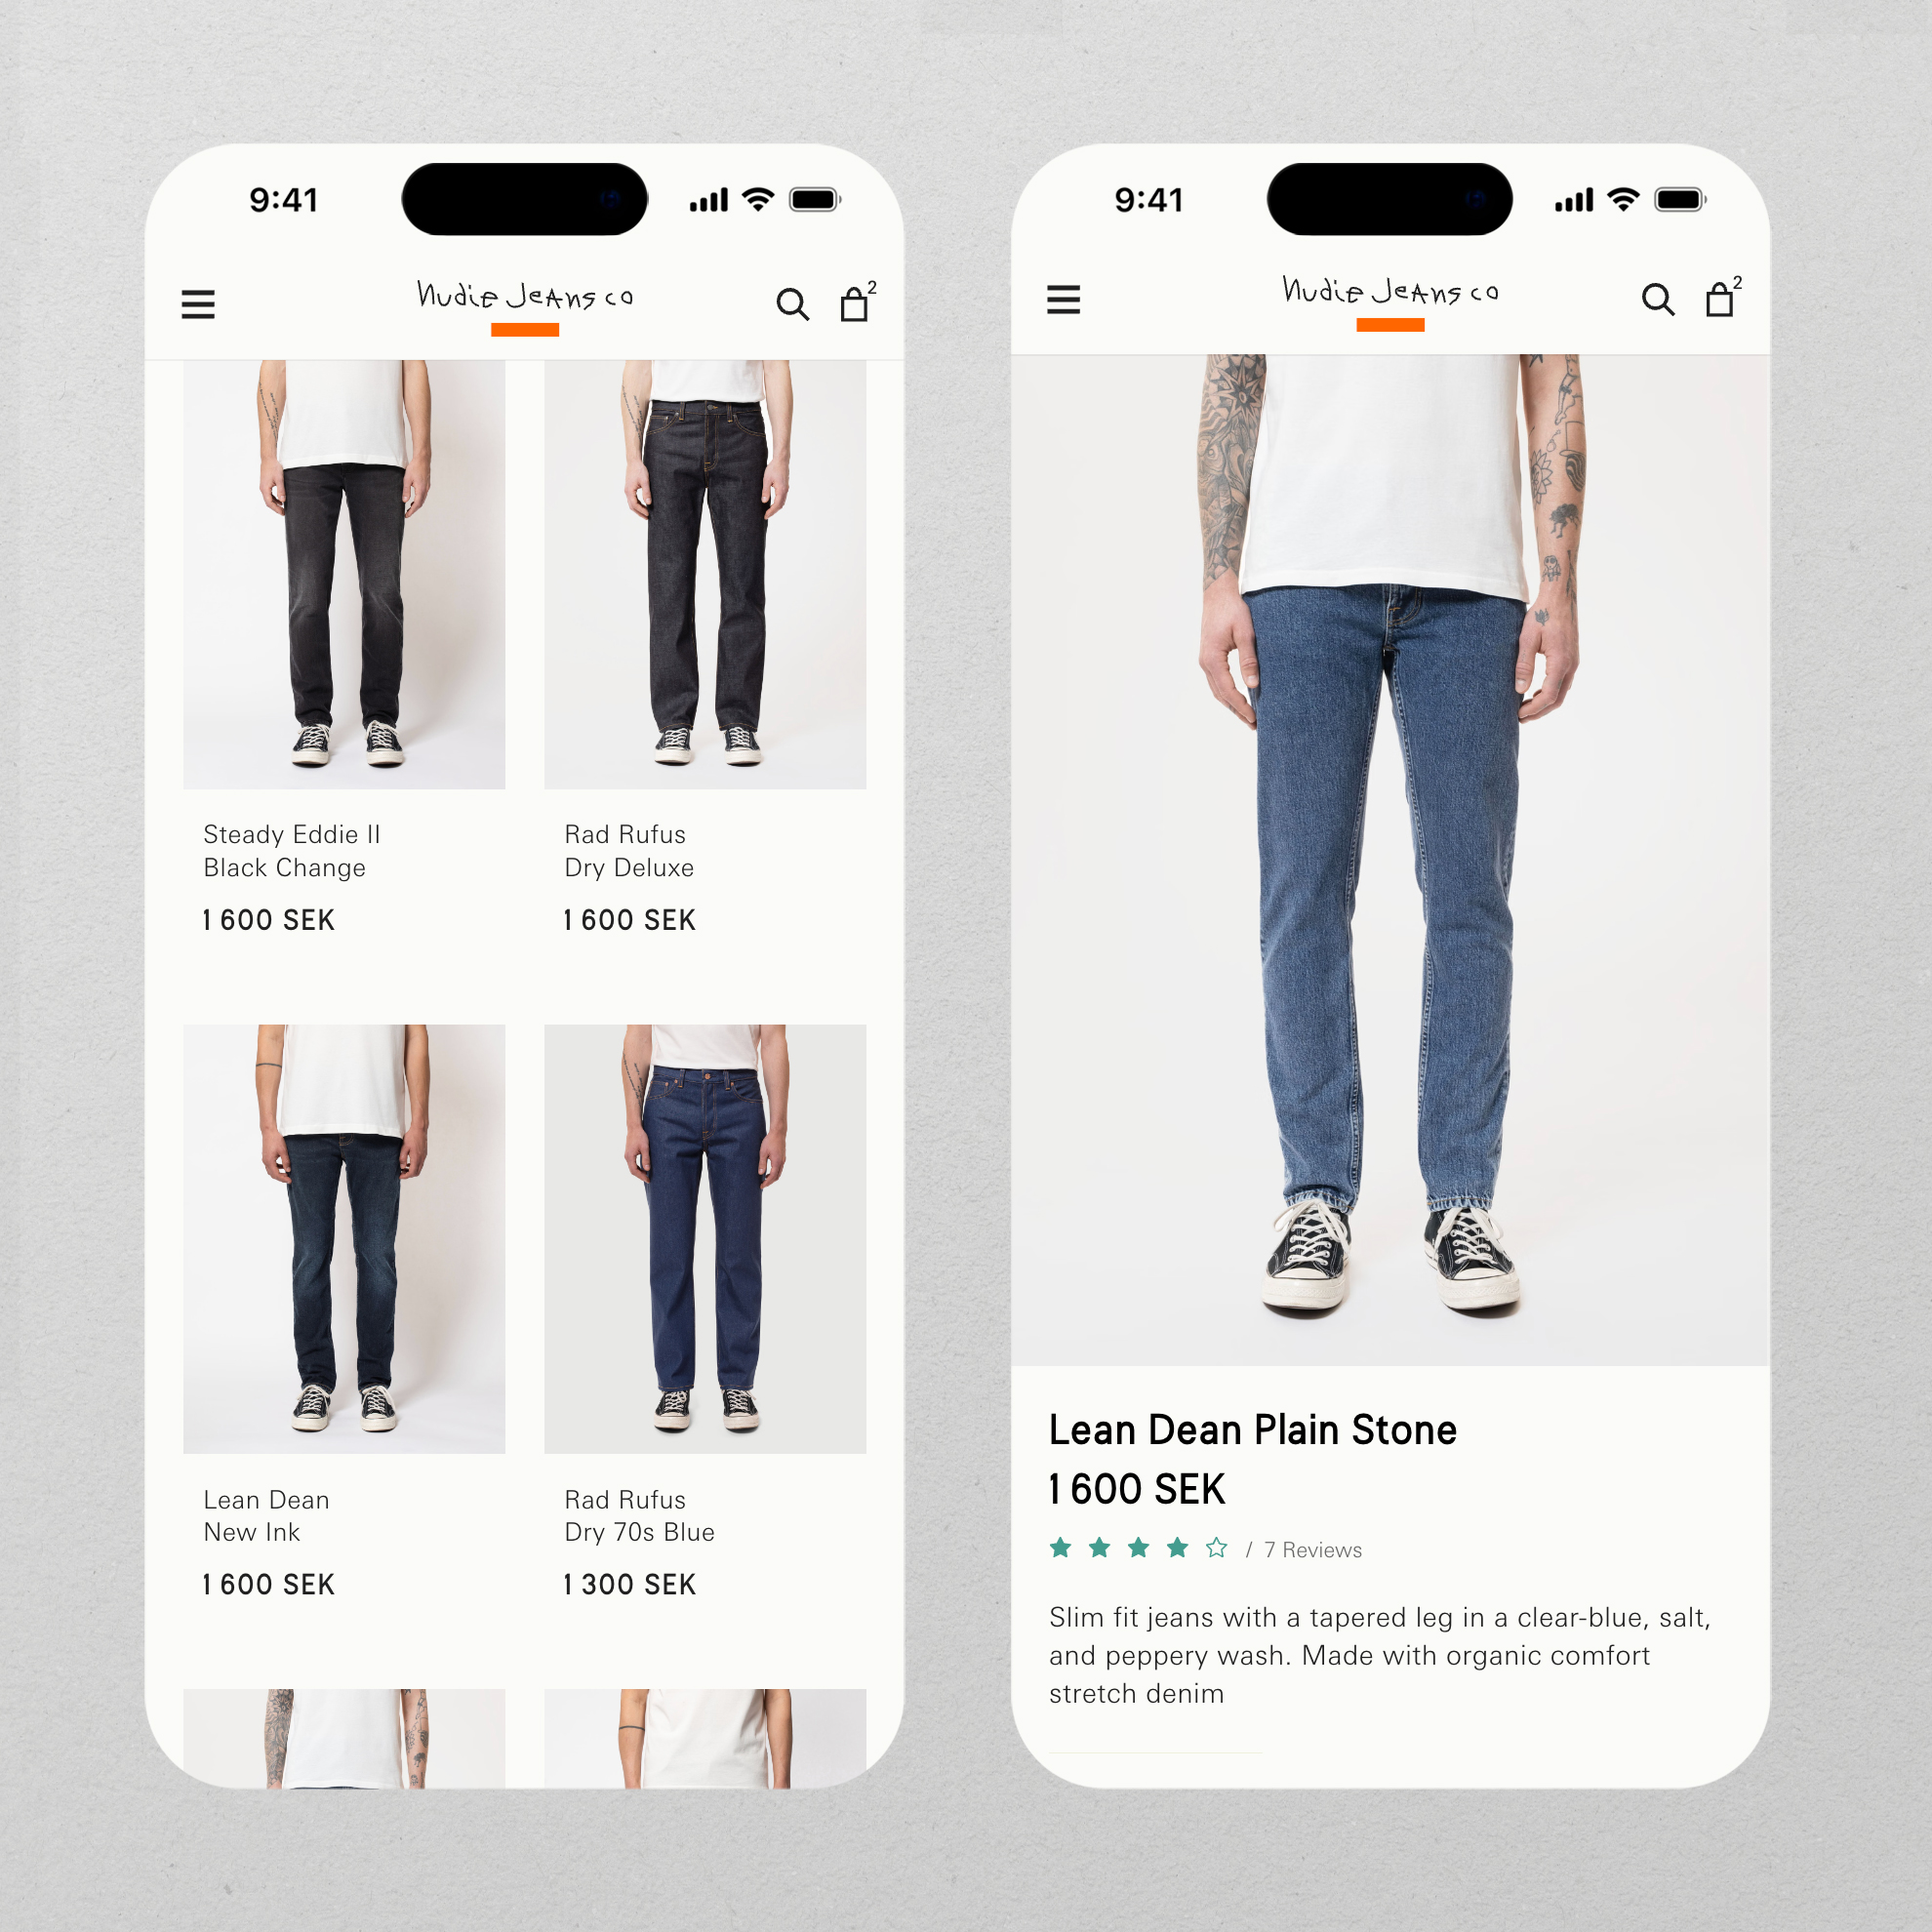 9:41
nudie Jeans co
2
Steady Eddie II
Black Change
1 600 SEK
Rad Rufus
Dry Deluxe
1 600 SEK
Lean Dean
New Ink
1 600 SEK
Rad Rufus
Dry 70s Blue
1 300 SEK
9:41
nudie Jeans co
2
Lean Dean Plain Stone
1 600 SEK
/ 7 Reviews
Slim fit jeans with a tapered leg in a clear-blue, salt,
and peppery wash. Made with organic comfort
stretch denim